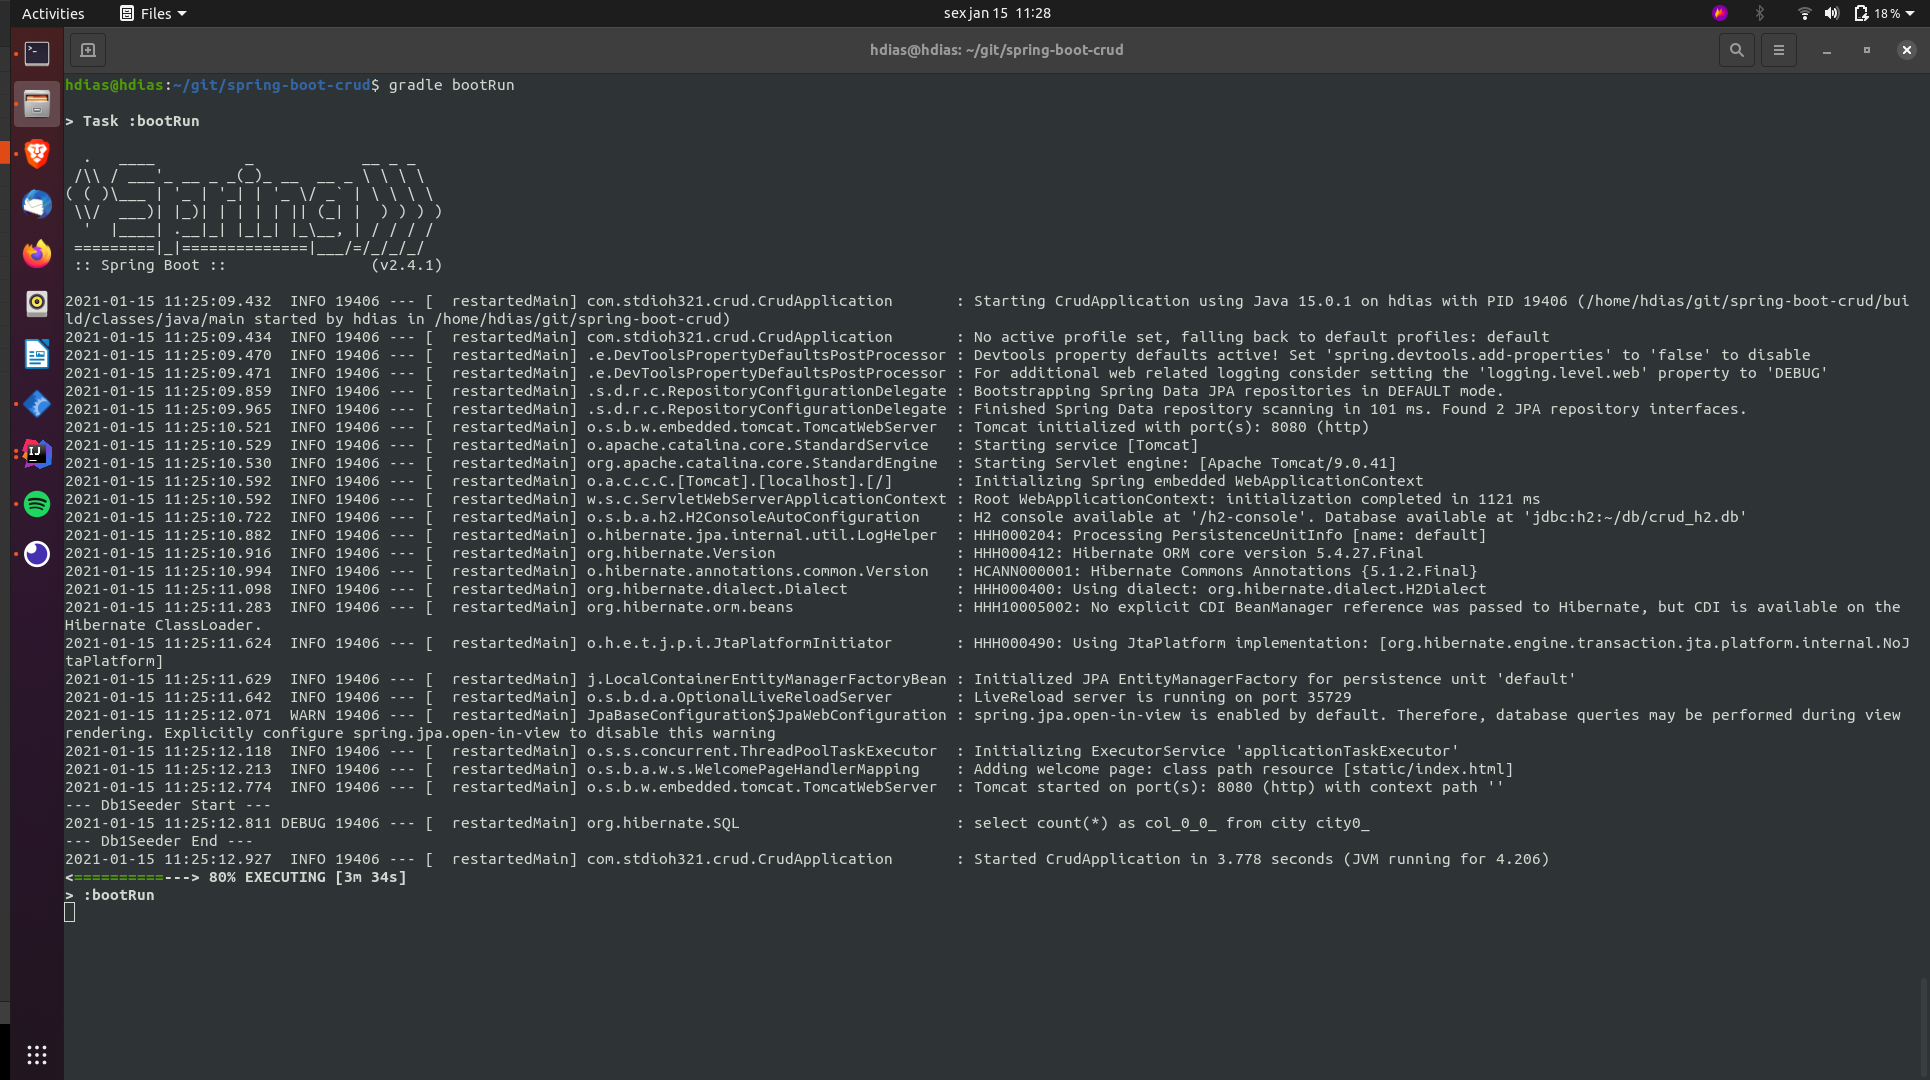 Activities Files sex jan 15 11:28 18 %
hdias@hdias: ~/git/spring-boot-crud
hdias@hdias:~/git/spring-boot-crud$ gradle bootRun
> Task :bootRun
  .   ____          _            __ _ _
 /\\ / ___'_ __ _ _(_)_ __  __ _ \ \ \ \
( ( )\___ | '_ | '_| | '_ \/ _` | \ \ \ \
 \\/  ___)| |_)| | | | | || (_| |  ) ) ) )
  '  |____| .__|_| |_|_| |_\__, | / / / /
 =========|_|==============|___/=/_/_/_/
 :: Spring Boot ::                (v2.4.1)
2021-01-15 11:25:09.432  INFO 19406 --- [  restartedMain] com.stdioh321.crud.CrudApplication       : Starting CrudApplication using Java 15.0.1 on hdias with PID 19406 (/home/hdias/git/spring-boot-crud/bui
ld/classes/java/main started by hdias in /home/hdias/git/spring-boot-crud)
2021-01-15 11:25:09.434  INFO 19406 --- [  restartedMain] com.stdioh321.crud.CrudApplication       : No active profile set, falling back to default profiles: default
2021-01-15 11:25:09.470  INFO 19406 --- [  restartedMain] .e.DevToolsPropertyDefaultsPostProcessor : Devtools property defaults active! Set 'spring.devtools.add-properties' to 'false' to disable
2021-01-15 11:25:09.471  INFO 19406 --- [  restartedMain] .e.DevToolsPropertyDefaultsPostProcessor : For additional web related logging consider setting the 'logging.level.web' property to 'DEBUG'
2021-01-15 11:25:09.859  INFO 19406 --- [  restartedMain] .s.d.r.c.RepositoryConfigurationDelegate : Bootstrapping Spring Data JPA repositories in DEFAULT mode.
2021-01-15 11:25:09.965  INFO 19406 --- [  restartedMain] .s.d.r.c.RepositoryConfigurationDelegate : Finished Spring Data repository scanning in 101 ms. Found 2 JPA repository interfaces.
2021-01-15 11:25:10.521  INFO 19406 --- [  restartedMain] o.s.b.w.embedded.tomcat.TomcatWebServer  : Tomcat initialized with port(s): 8080 (http)
2021-01-15 11:25:10.529  INFO 19406 --- [  restartedMain] o.apache.catalina.core.StandardService   : Starting service [Tomcat]
2021-01-15 11:25:10.530  INFO 19406 --- [  restartedMain] org.apache.catalina.core.StandardEngine  : Starting Servlet engine: [Apache Tomcat/9.0.41]
2021-01-15 11:25:10.592  INFO 19406 --- [  restartedMain] o.a.c.c.C.[Tomcat].[localhost].[/]       : Initializing Spring embedded WebApplicationContext
2021-01-15 11:25:10.592  INFO 19406 --- [  restartedMain] w.s.c.ServletWebServerApplicationContext : Root WebApplicationContext: initialization completed in 1121 ms
2021-01-15 11:25:10.722  INFO 19406 --- [  restartedMain] o.s.b.a.h2.H2ConsoleAutoConfiguration    : H2 console available at '/h2-console'. Database available at 'jdbc:h2:~/db/crud_h2.db'
2021-01-15 11:25:10.882  INFO 19406 --- [  restartedMain] o.hibernate.jpa.internal.util.LogHelper  : HHH000204: Processing PersistenceUnitInfo [name: default]
2021-01-15 11:25:10.916  INFO 19406 --- [  restartedMain] org.hibernate.Version                    : HHH000412: Hibernate ORM core version 5.4.27.Final
2021-01-15 11:25:10.994  INFO 19406 --- [  restartedMain] o.hibernate.annotations.common.Version   : HCANN000001: Hibernate Commons Annotations {5.1.2.Final}
2021-01-15 11:25:11.098  INFO 19406 --- [  restartedMain] org.hibernate.dialect.Dialect            : HHH000400: Using dialect: org.hibernate.dialect.H2Dialect
2021-01-15 11:25:11.283  INFO 19406 --- [  restartedMain] org.hibernate.orm.beans                  : HHH10005002: No explicit CDI BeanManager reference was passed to Hibernate, but CDI is available on the
Hibernate ClassLoader.
2021-01-15 11:25:11.624  INFO 19406 --- [  restartedMain] o.h.e.t.j.p.i.JtaPlatformInitiator       : HHH000490: Using JtaPlatform implementation: [org.hibernate.engine.transaction.jta.platform.internal.NoJ
taPlatform]
2021-01-15 11:25:11.629  INFO 19406 --- [  restartedMain] j.LocalContainerEntityManagerFactoryBean : Initialized JPA EntityManagerFactory for persistence unit 'default'
2021-01-15 11:25:11.642  INFO 19406 --- [  restartedMain] o.s.b.d.a.OptionalLiveReloadServer       : LiveReload server is running on port 35729
2021-01-15 11:25:12.071  WARN 19406 --- [  restartedMain] JpaBaseConfiguration$JpaWebConfiguration : spring.jpa.open-in-view is enabled by default. Therefore, database queries may be performed during view
rendering. Explicitly configure spring.jpa.open-in-view to disable this warning
2021-01-15 11:25:12.118  INFO 19406 --- [  restartedMain] o.s.s.concurrent.ThreadPoolTaskExecutor  : Initializing ExecutorService 'applicationTaskExecutor'
2021-01-15 11:25:12.213  INFO 19406 --- [  restartedMain] o.s.b.a.w.s.WelcomePageHandlerMapping    : Adding welcome page: class path resource [static/index.html]
2021-01-15 11:25:12.774  INFO 19406 --- [  restartedMain] o.s.b.w.embedded.tomcat.TomcatWebServer  : Tomcat started on port(s): 8080 (http) with context path ''
--- Db1Seeder Start ---
2021-01-15 11:25:12.811 DEBUG 19406 --- [  restartedMain] org.hibernate.SQL                        : select count(*) as col_0_0_ from city city0_
--- Db1Seeder End ---
2021-01-15 11:25:12.927  INFO 19406 --- [  restartedMain] com.stdioh321.crud.CrudApplication       : Started CrudApplication in 3.778 seconds (JVM running for 4.206)
<==========---> 80% EXECUTING [3m 34s]
> :bootRun
IJ